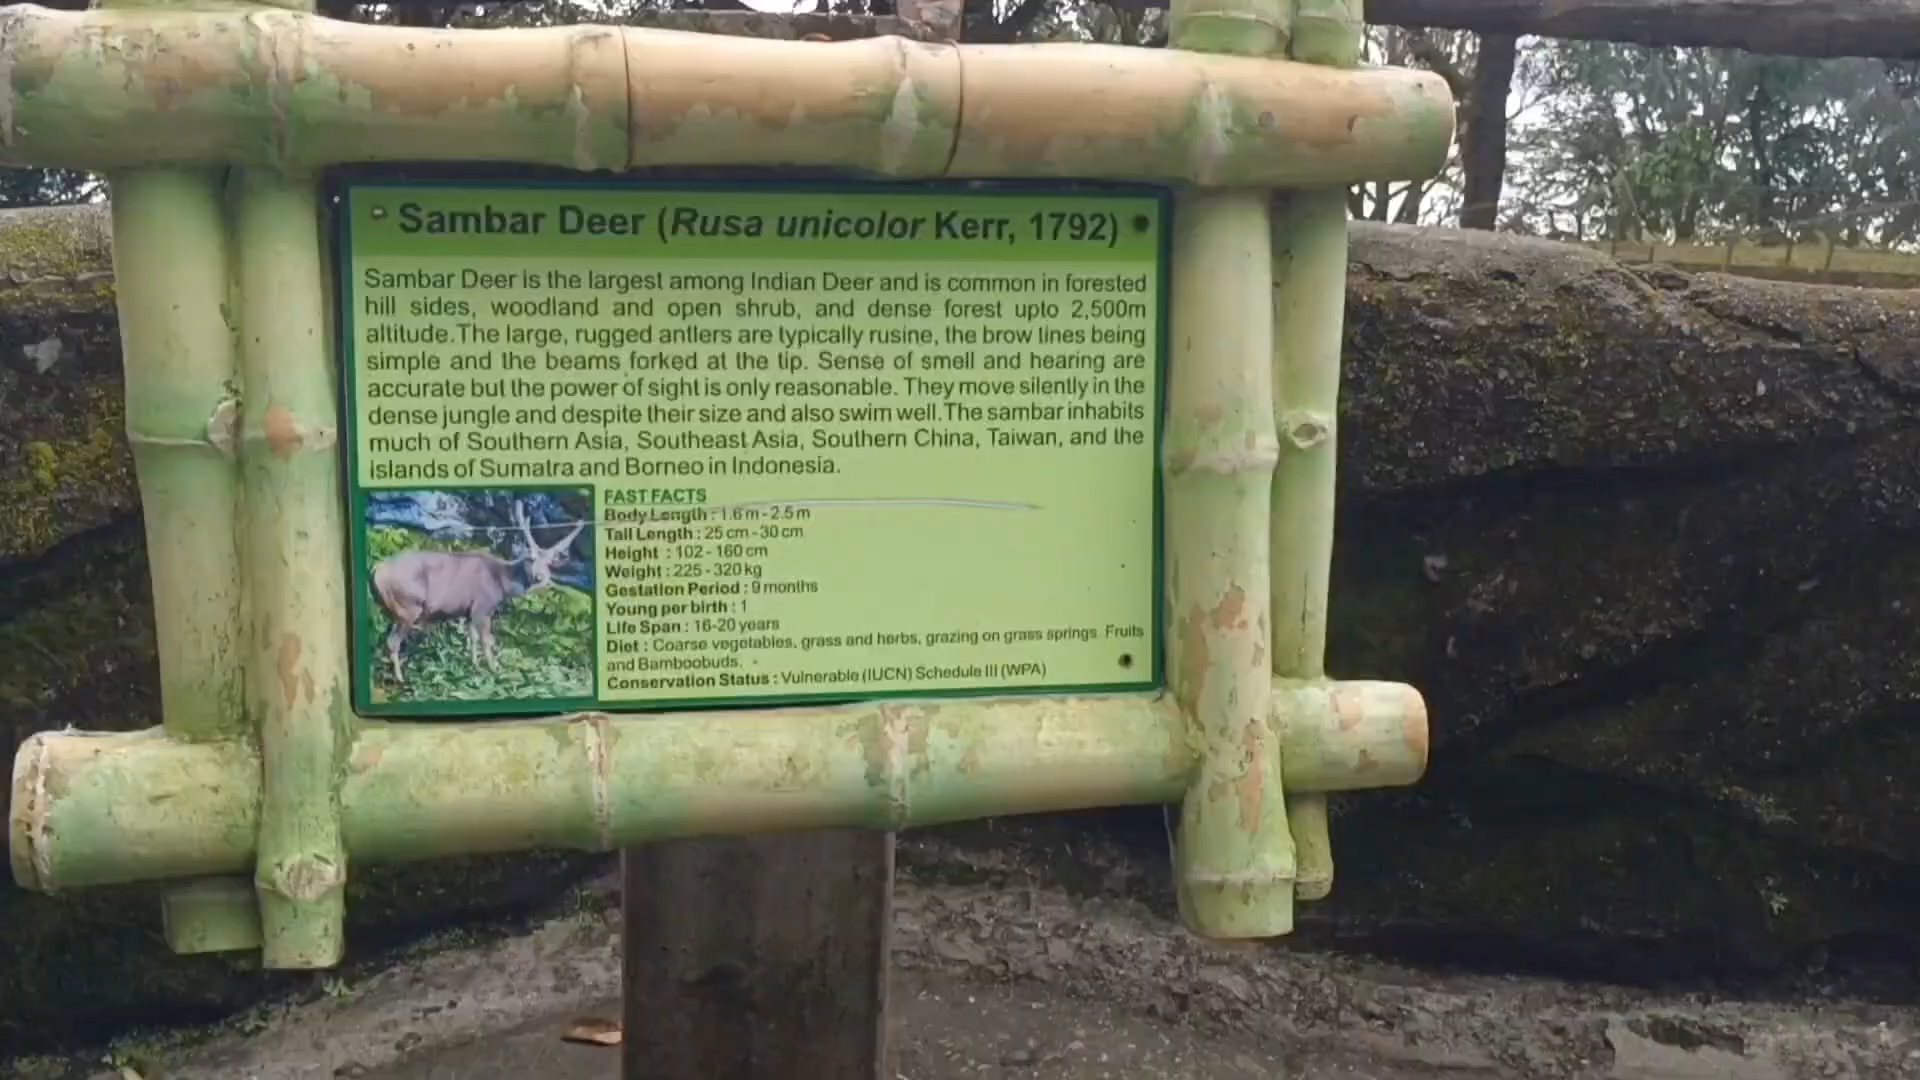 Sambar Deer (Rusa unicolor Kerr, 1792)
Sambar Deer is the largest among Indian Deer and is common in forested
hill sides, woodland and open shrub, and dense forest upto 2,500m
altitude. The large, rugged antlers are typically rusine, the brow lines being
simple and the beams forked at the tip. Sense of smell and hearing are
accurate but the power of sight is only reasonable. They move silently in the
dense jungle and despite their size and also swim well. The sambar inhabits
much of Southern Asia, Southeast Asia, Southern China, Taiwan, and the
islands of Sumatra and Borneo in Indonesia.
FAST FACTS
Body Length : 1.6 m - 2.5 m
Tail Length : 25 cm - 30 cm
Height : 102 - 160 cm
Weight : 225 - 320 kg
Gestation Period : 9 months
Young per birth : 1
Life Span : 16-20 years
Diet : Coarse vegetables, grass and herbs, grazing on grass springs Fruits
and Bamboobuds.
Conservation Status : Vulnerable (IUCN) Schedule III (WPA)